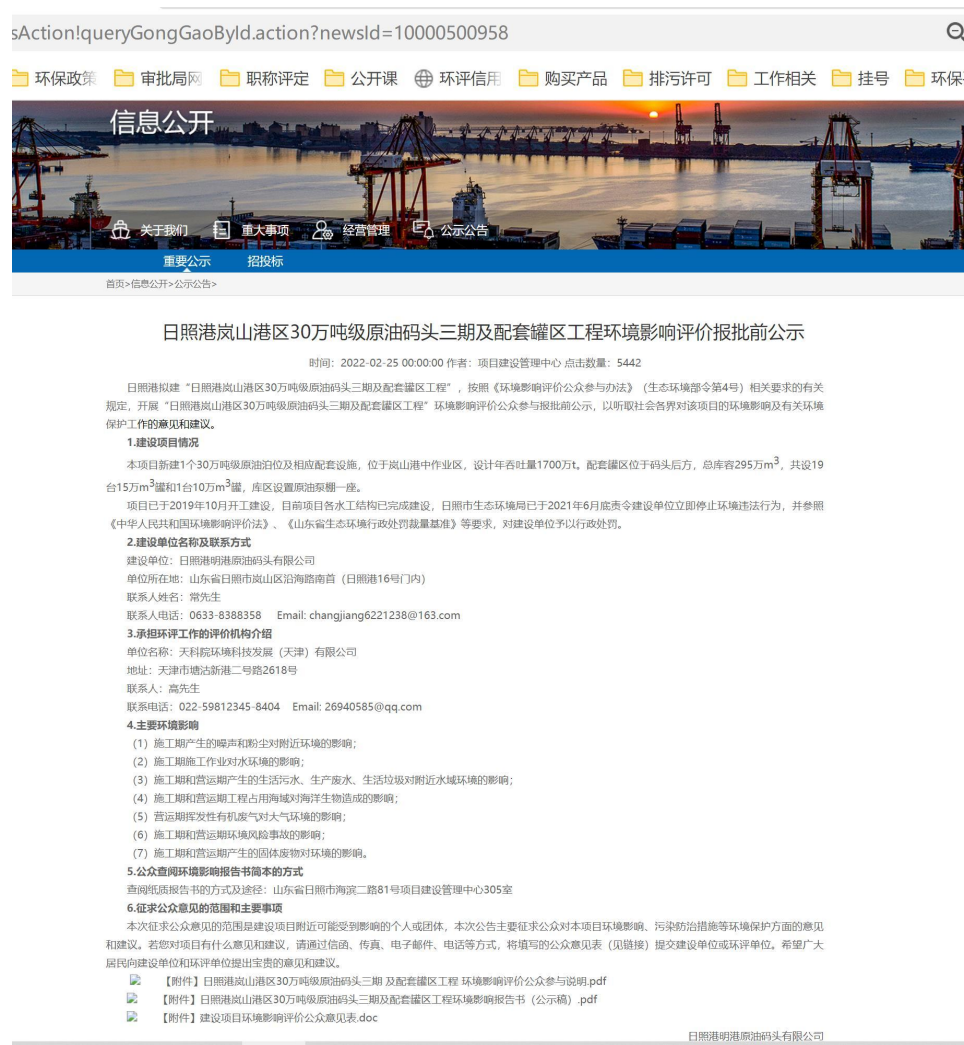 sAction!queryGongGaoById.action?newsId=10000500958
环保政策 审批局网 职称评定 公开课 环评信用 购买产品 排污许可 工作相关 挂号 环保
信息公开
关于我们 重大事项 经营管理 公示公告
重要公示 招投标
首页>信息公开>公示公告>
日照港岚山港区30万吨级原油码头三期及配套罐区工程环境影响评价报批前公示
时间：2022-02-25 00:00:00 作者：项目建设管理中心 点击数量：5442
日照港拟建“日照港岚山港区30万吨级原油码头三期及配套罐区工程”，按照《环境影响评价公众参与办法》（生态环境部令第4号）相关要求的有关
规定，开展“日照港岚山港区30万吨级原油码头三期及配套罐区工程”环境影响评价公众参与报批前公示，以听取社会各界对该项目的环境影响及有关环境
保护工作的意见和建议。
1.建设项目情况
本项目新建1个30万吨级原油泊位及相应配套设施，位于岚山港中作业区，设计年吞吐量1700万t。配套罐区位于码头后方，总库容295万m³，共设19
台15万m³罐和1台10万m³罐，库区设置原油泵棚一座。
项目已于2019年10月开工建设，目前项目各水工结构已完成建设，日照市生态环境局已于2021年6月底责令建设单位立即停止环境违法行为，并参照
《中华人民共和国环境影响评价法》、《山东省生态环境行政处罚裁量基准》等要求，对建设单位予以行政处罚。
2.建设单位名称及联系方式
建设单位：日照港明港原油码头有限公司
单位所在地：山东省日照市岚山区沿海路南首（日照港16号门内）
联系人姓名：常先生
联系人电话：0633-8388358 Email: changjiang6221238@163.com
3.承担环评工作的评价机构介绍
单位名称：天科院环境科技发展（天津）有限公司
地址：天津市塘沽新港二号路2618号
联系人：高先生
联系电话：022-59812345-8404 Email: 26940585@qq.com
4.主要环境影响
（1）施工期产生的噪声和粉尘对附近环境的影响；
（2）施工期施工作业对水环境的影响；
（3）施工期和营运期产生的生活污水、生产废水、生活垃圾对附近水域环境的影响；
（4）施工期和营运期工程占用海域对海洋生物造成的影响；
（5）营运期挥发性有机废气对大气环境的影响；
（6）施工期和营运期环境风险事故的影响；
（7）施工期和营运期产生的固体废物对环境的影响。
5.公众查阅环境影响报告书简本的方式
查阅纸质报告书的方式及途径：山东省日照市海滨二路81号项目建设管理中心305室
6.征求公众意见的范围和主要事项
本次征求公众意见的范围是建设项目附近可能受到影响的个人或团体，本次公告主要征求公众对本项目环境影响、污染防治措施等环境保护方面的意见
和建议。若您对项目有什么意见和建议，请通过信函、传真、电子邮件、电话等方式，将填写的公众意见表（见链接）提交建设单位或环评单位。希望广大
居民向建设单位和环评单位提出宝贵的意见和建议。
【附件】日照港岚山港区30万吨级原油码头三期 及配套罐区工程 环境影响评价公众参与说明.pdf
【附件】日照港岚山港区30万吨级原油码头三期及配套罐区工程环境影响报告书（公示稿）.pdf
【附件】建设项目环境影响评价公众意见表.doc
日照港明港原油码头有限公司